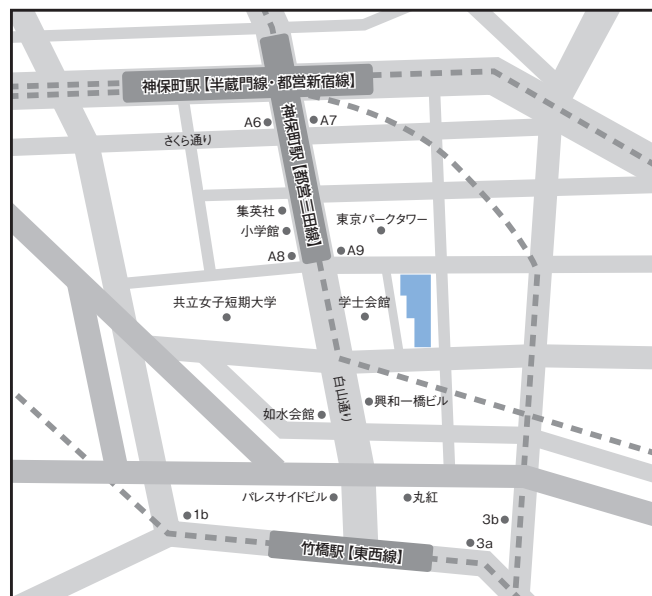 神保町駅【半蔵門線・都営新宿線】
A6
A7
さくら通り
神保町駅【都営三田線】
集英社
小学館
東京パークタワー
A8
A9
共立女子短期大学
学士会館
白山通り
興和一橋ビル
如水会館
パレスサイドビル
丸紅
1b
3b
3a
竹橋駅【東西線】